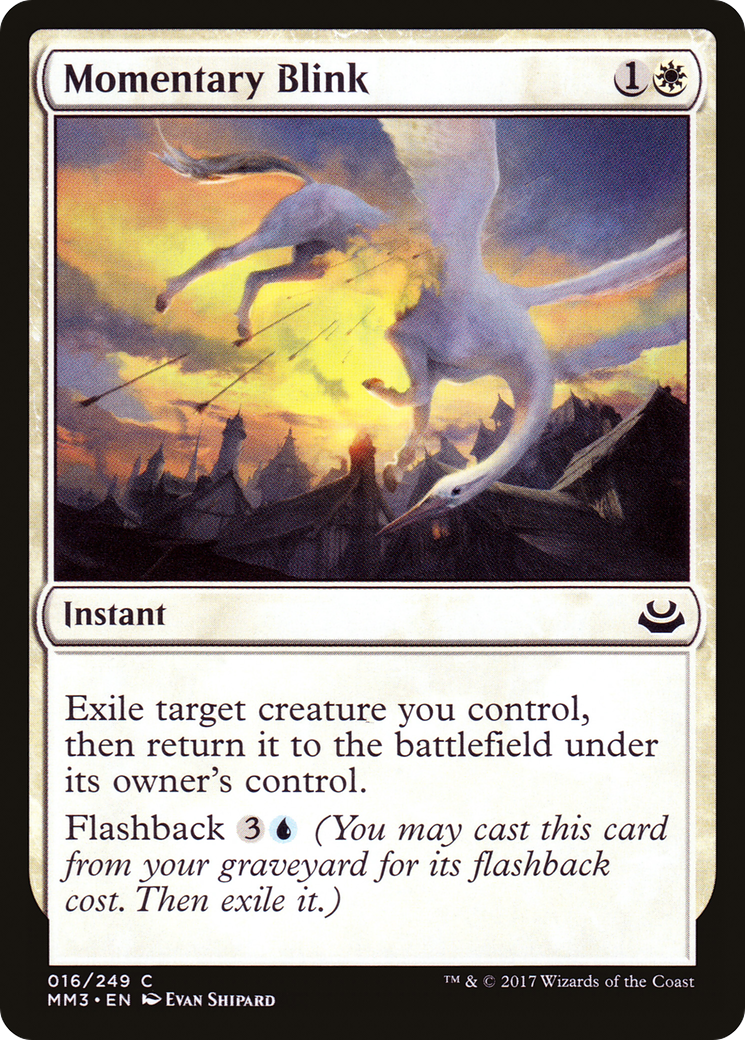 Momentary Blink 1
Instant
Exile target creature you control,
then return it to the battlefield under
its owner's control.
Flashback 3 (You may cast this card
from your graveyard for its flashback
cost. Then exile it.)
016/249 C
MM3 • EN Evan Shipard
™ & © 2017 Wizards of the Coast